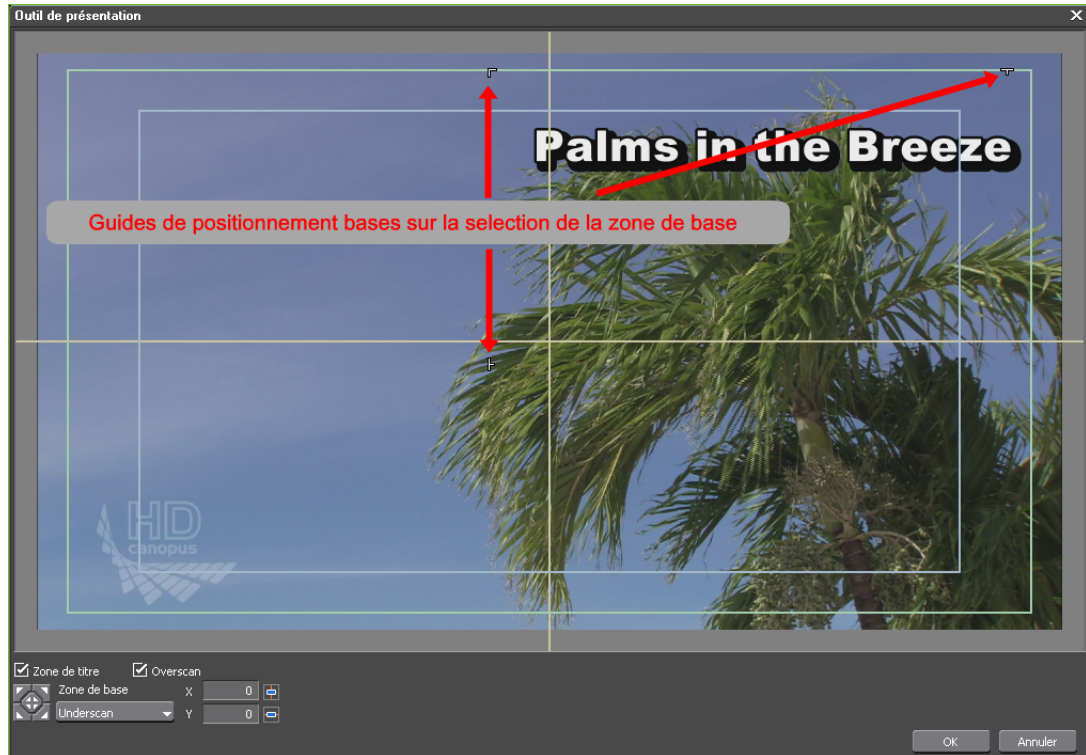 Outil de présentation
Palms in the Breeze
Guides de positionnement bases sur la selection de la zone de base
HD
canopus
Zone de titre Overscan
Zone de base X 0
Underscan Y 0
OK Annuler